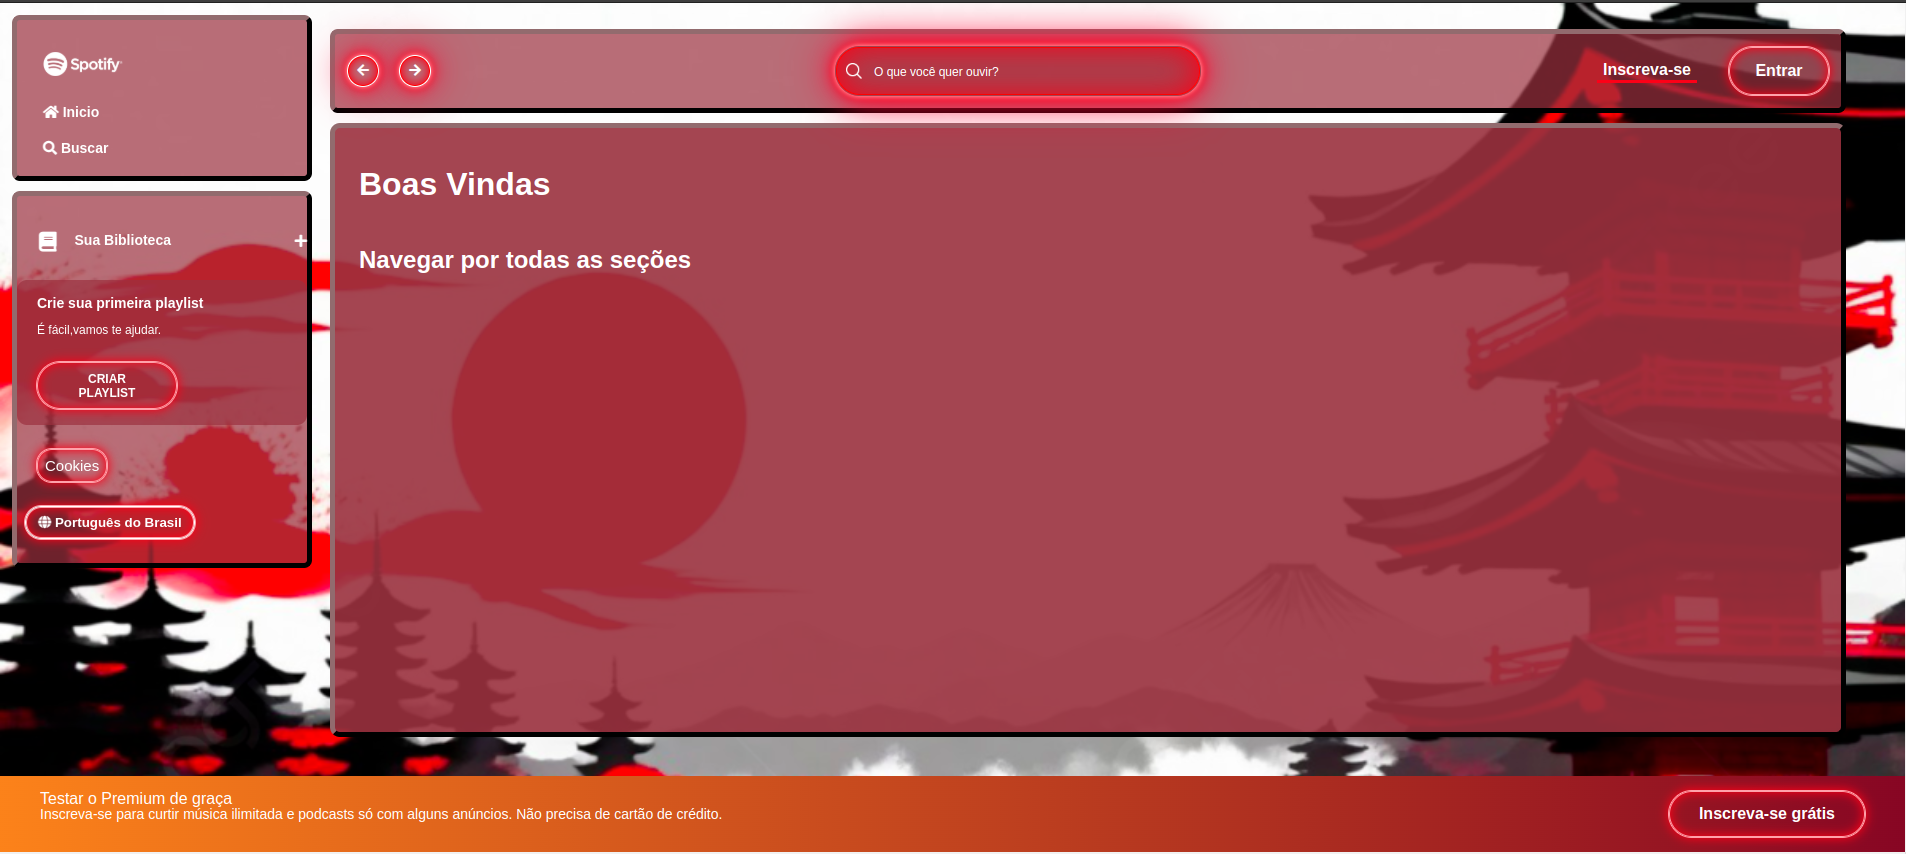 Spotify
Inicio
Buscar
Sua Biblioteca
+
Crie sua primeira playlist
É fácil,vamos te ajudar.
CRIAR
PLAYLIST
Cookies
Português do Brasil
O que você quer ouvir?
Inscreva-se
Entrar
Boas Vindas
Navegar por todas as seções
Testar o Premium de graça
Inscreva-se para curtir música ilimitada e podcasts só com alguns anúncios. Não precisa de cartão de crédito.
Inscreva-se grátis